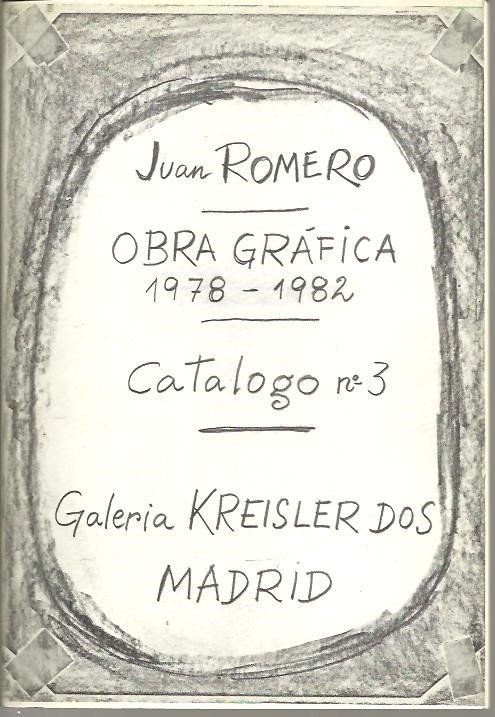 Juan ROMERO
OBRA GRÁFICA
1978 - 1982
Catalogo nº 3
Galeria KREISLER DOS
MADRID